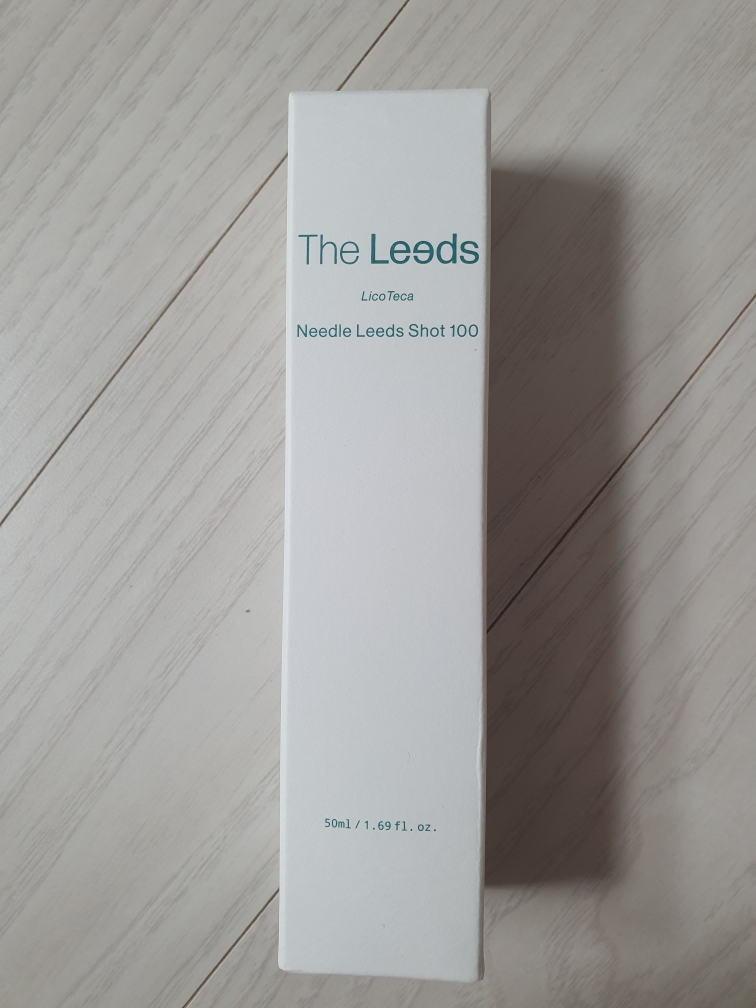 The Leeds
LicoTeca
Needle Leeds Shot 100
50ml / 1.69 fl. oz.